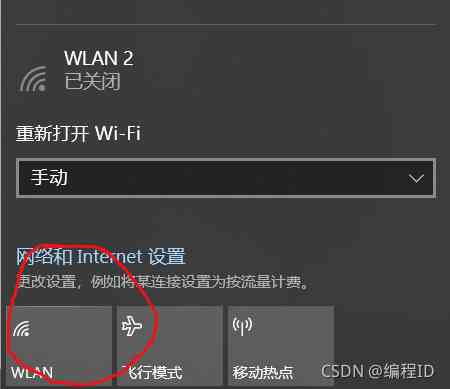 WLAN 2
已关闭
重新打开 Wi-Fi
手动
网络和 Internet 设置
更改设置，例如将某连接设置为按流量计费。
WLAN
飞行模式
移动热点
CSDN @编程ID